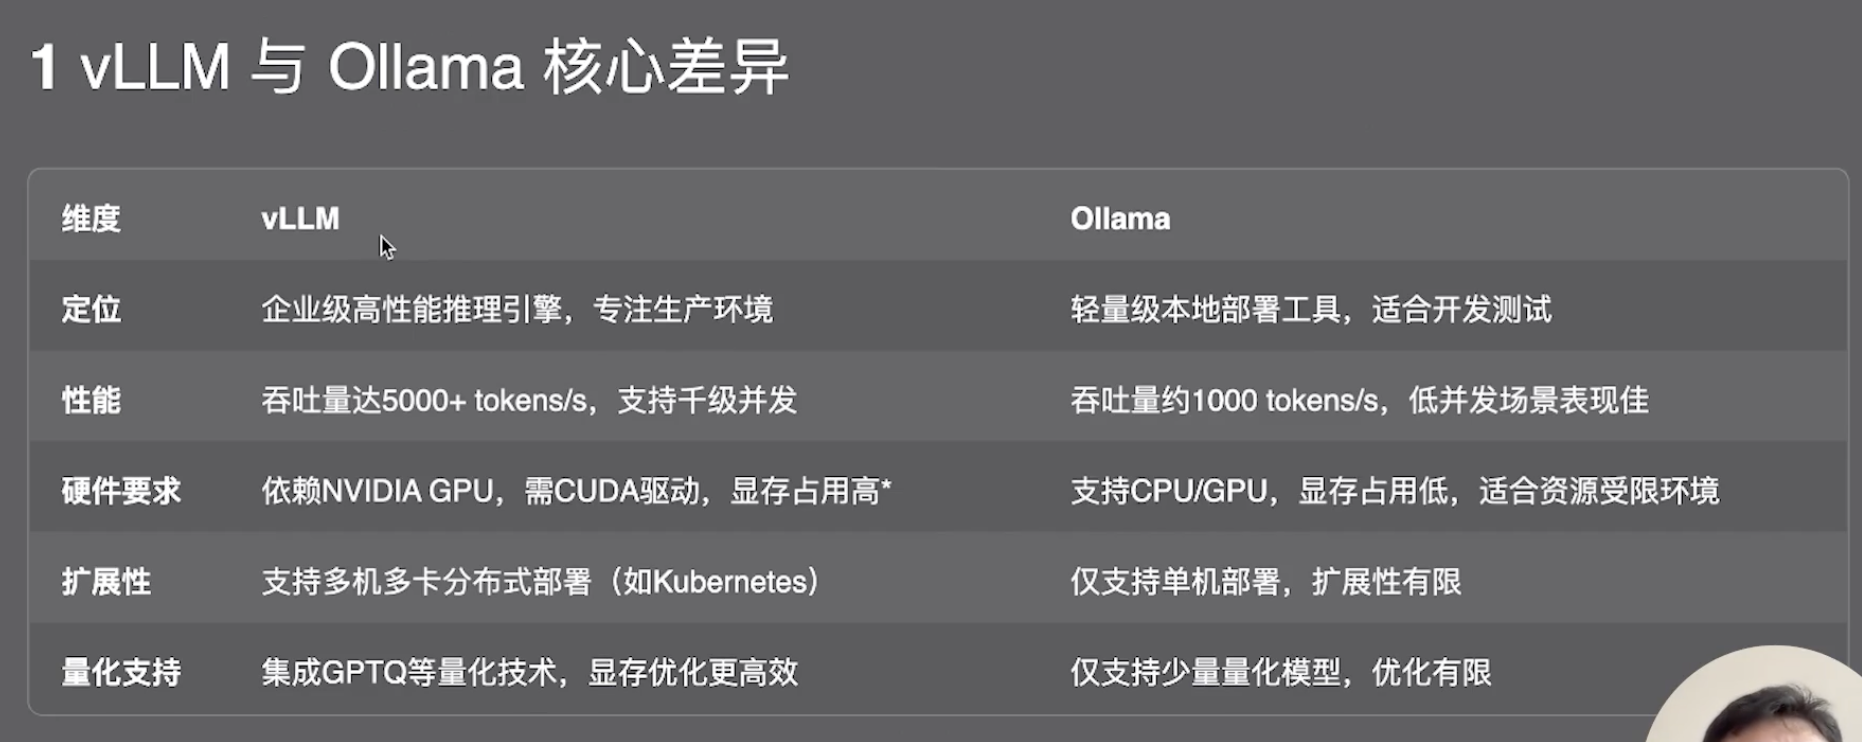 1 vLLM 与 Ollama 核心差异
维度 vLLM Ollama
定位 企业级高性能推理引擎，专注生产环境 轻量级本地部署工具，适合开发测试
性能 吞吐量达5000+ tokens/s，支持千级并发 吞吐量约1000 tokens/s，低并发场景表现佳
硬件要求 依赖NVIDIA GPU，需CUDA驱动，显存占用高* 支持CPU/GPU，显存占用低，适合资源受限环境
扩展性 支持多机多卡分布式部署（如Kubernetes） 仅支持单机部署，扩展性有限
量化支持 集成GPTQ等量化技术，显存优化更高效 仅支持少量量化模型，优化有限